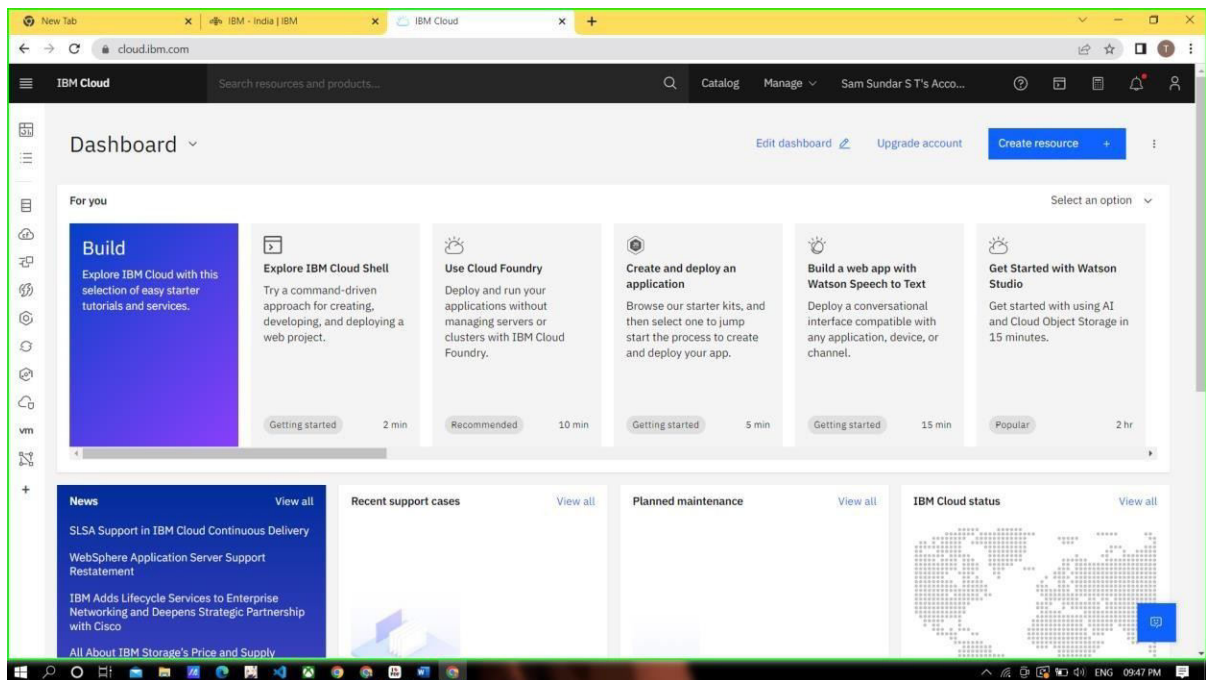 New Tab
IBM - India | IBM
IBM Cloud
cloud.ibm.com
T
IBM Cloud
Search resources and products...
Catalog
Manage
Sam Sundar S T's Acco...
Dashboard
Edit dashboard
Upgrade account
Create resource +
For you
Select an option
Build
Explore IBM Cloud with this
selection of easy starter
tutorials and services.
Explore IBM Cloud Shell
Try a command-driven
approach for creating,
developing, and deploying a
web project.
Getting started
2 min
Use Cloud Foundry
Deploy and run your
applications without
managing servers or
clusters with IBM Cloud
Foundry.
Recommended
10 min
Create and deploy an
application
Browse our starter kits, and
then select one to jump
start the process to create
and deploy your app.
Getting started
5 min
Build a web app with
Watson Speech to Text
Deploy a conversational
interface compatible with
any application, device, or
channel.
Getting started
15 min
Get Started with Watson
Studio
Get started with using AI
and Cloud Object Storage in
15 minutes.
Popular
2 hr
vm
News
View all
SLSA Support in IBM Cloud Continuous Delivery
WebSphere Application Server Support
Restatement
IBM Adds Lifecycle Services to Enterprise
Networking and Deepens Strategic Partnership
with Cisco
All About IBM Storage's Price and Supply
Recent support cases
View all
Planned maintenance
View all
IBM Cloud status
View all
ENG
09:47 PM